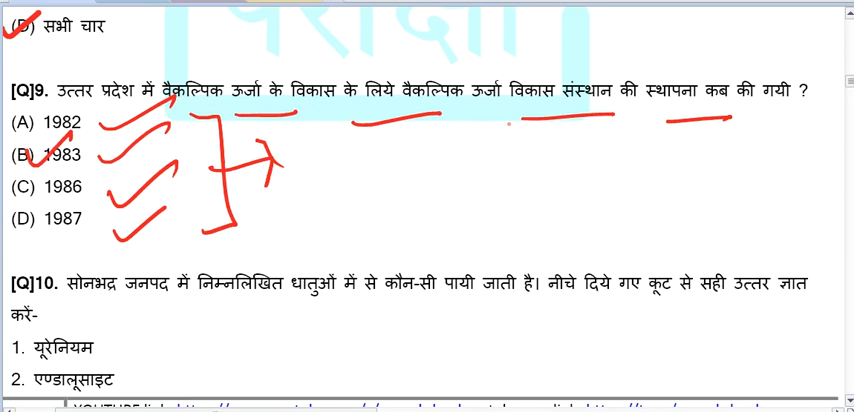 (D) सभी चार
परीक्षा
[Q]9. उत्तर प्रदेश में वैकल्पिक ऊर्जा के विकास के लिये वैकल्पिक ऊर्जा विकास संस्थान की स्थापना कब की गयी ?
(A) 1982
(B) 1983
(C) 1986
(D) 1987
[Q]10. सोनभद्र जनपद में निम्नलिखित धातुओं में से कौन-सी पायी जाती है। नीचे दिये गए कूट से सही उत्तर ज्ञात
करें-
1. यूरेनियम
2. एण्डालूसाइट